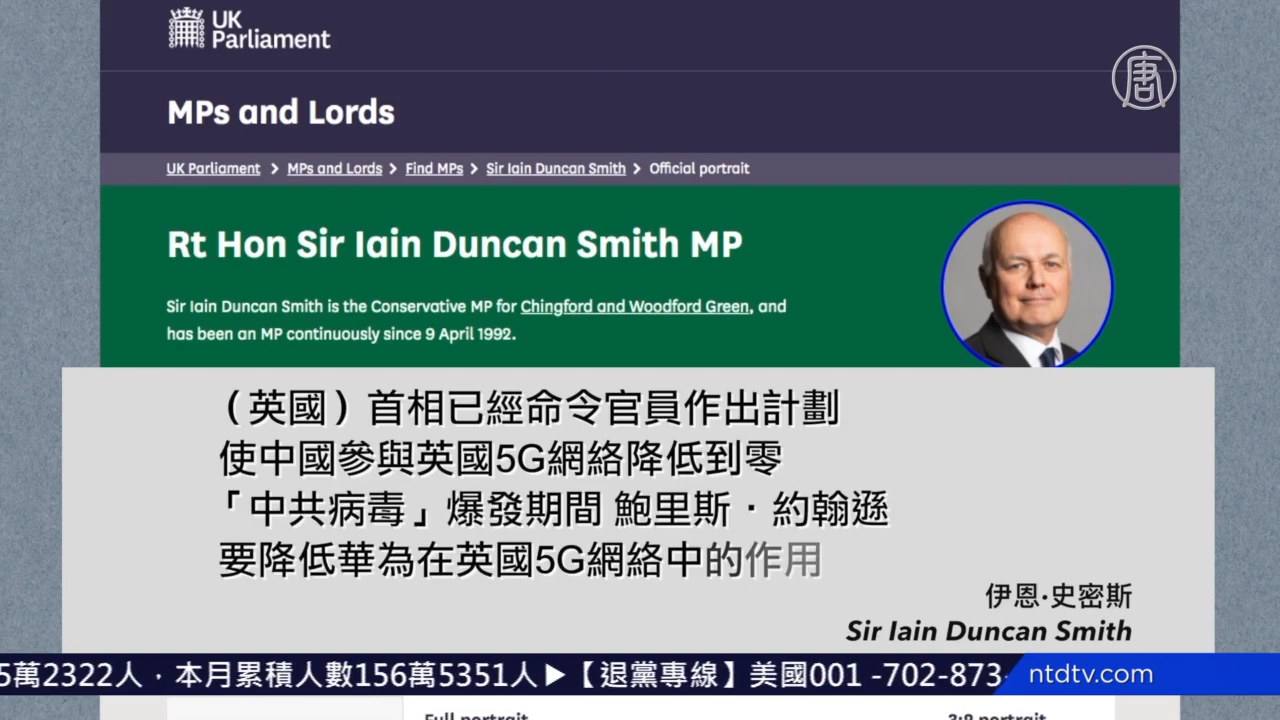 UK
Parliament
唐
MPs and Lords
UK Parliament > MPs and Lords > Find MPs > Sir Iain Duncan Smith > Official portrait
Rt Hon Sir Iain Duncan Smith MP
Sir Iain Duncan Smith is the Conservative MP for Chingford and Woodford Green, and
has been an MP continuously since 9 April 1992.
（英國）首相已經命令官員作出計劃
使中國參與英國5G網絡降低到零
「中共病毒」爆發期間 鮑里斯·約翰遜
要降低華為在英國5G網絡中的作用
伊恩·史密斯
Sir Iain Duncan Smith
5萬2322人，本月累積人數156萬5351人▶【退黨專線】美國001 -702-873-
ntdtv.com
Full portrait
3:2 portrait